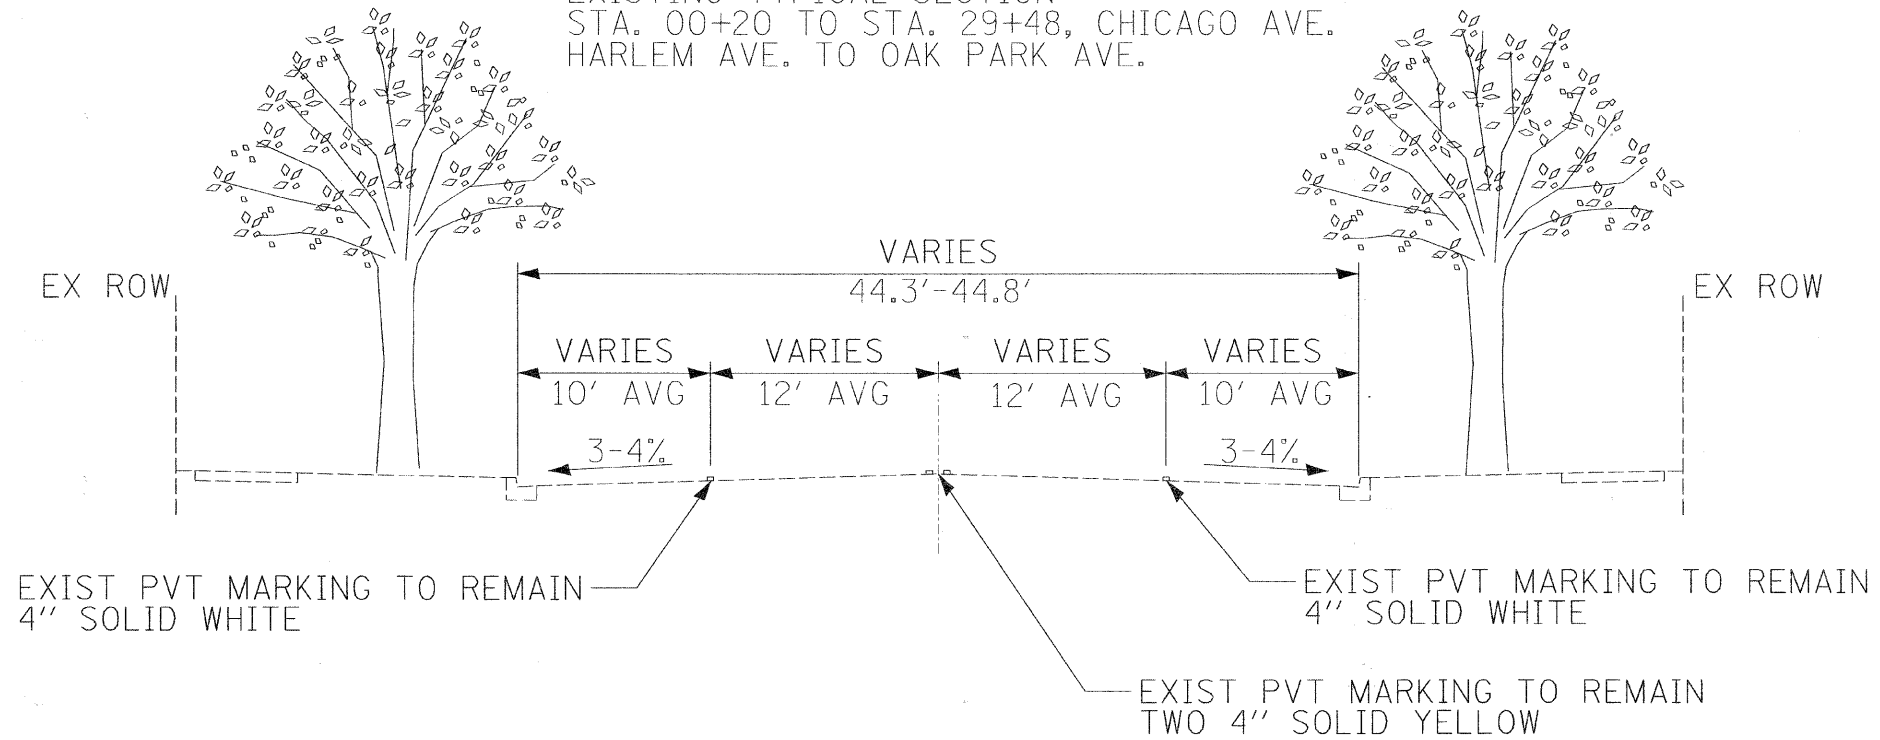 EXISTING TYPICAL SECTION
STA. 00+20 TO STA. 29+48, CHICAGO AVE.
HARLEM AVE. TO OAK PARK AVE.
VARIES
44.3'-44.8'
EX ROW
EX ROW
VARIES VARIES VARIES VARIES
10' AVG 12' AVG 12' AVG 10' AVG
3-4% 3-4%
EXIST PVT MARKING TO REMAIN
4" SOLID WHITE
EXIST PVT MARKING TO REMAIN
4" SOLID WHITE
EXIST PVT MARKING TO REMAIN
TWO 4" SOLID YELLOW